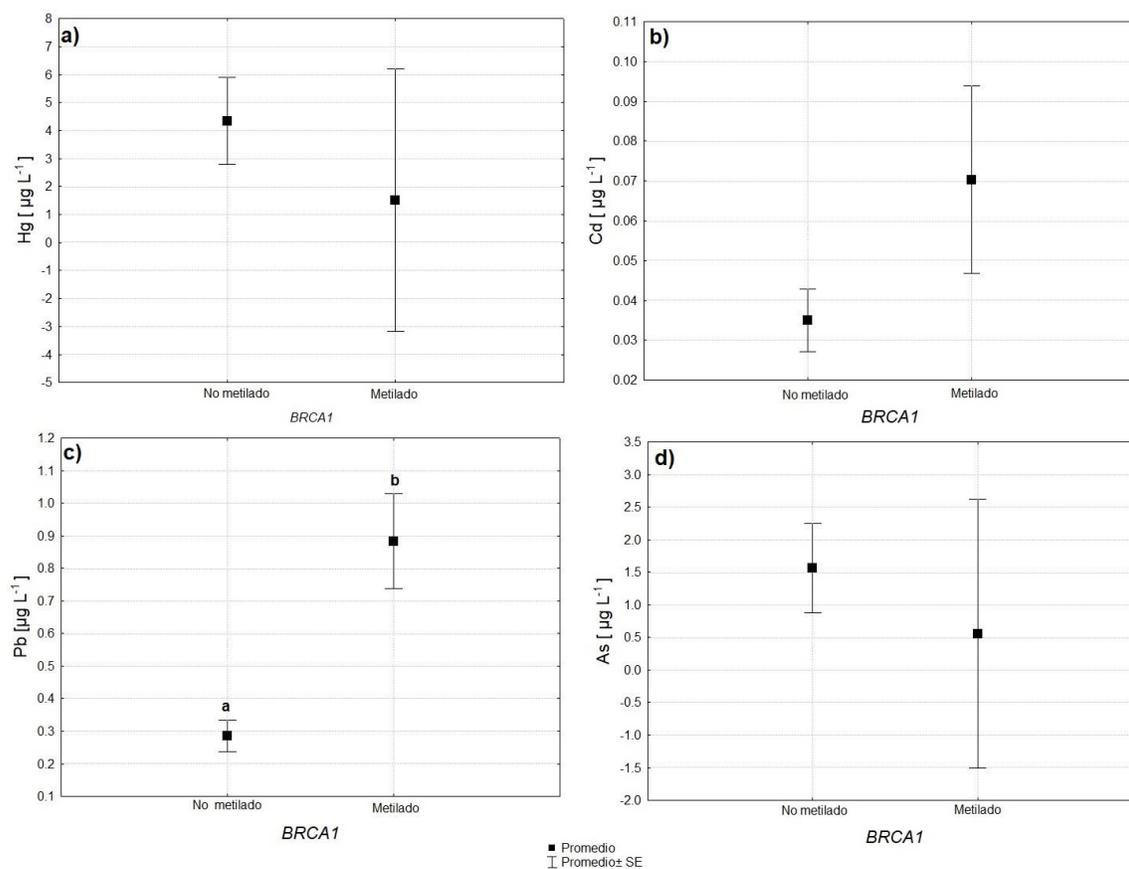 a)
Hg [ µg L⁻¹]
8
7
6
5
4
3
2
1
0
-1
-2
-3
-4
-5
No metilado Metilado
BRCA1
b)
Cd [ µg L⁻¹]
0.11
0.10
0.09
0.08
0.07
0.06
0.05
0.04
0.03
0.02
No metilado Metilado
BRCA1
c)
Pb [µg L⁻¹]
1.2
1.1
1.0
0.9
0.8
0.7
0.6
0.5
0.4
0.3
0.2
0.1
a
b
No metilado Metilado
BRCA1
d)
As [ µg L⁻¹]
3.5
3.0
2.5
2.0
1.5
1.0
0.5
0.0
-0.5
-1.0
-1.5
-2.0
No metilado Metilado
BRCA1
Promedio
Promedio± SE